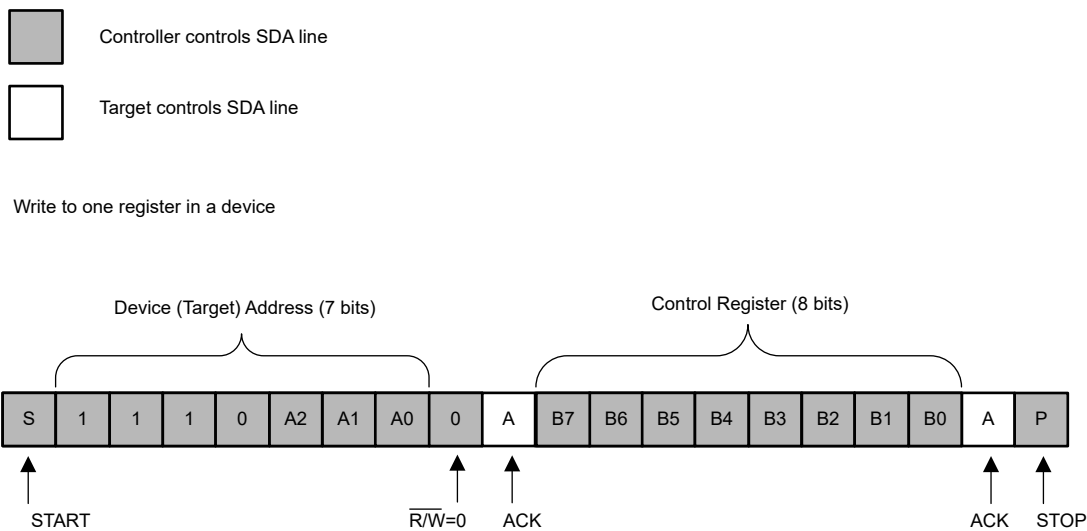 Controller controls SDA line
Target controls SDA line
Write to one register in a device
Device (Target) Address (7 bits)
Control Register (8 bits)
S 1 1 1 0 A2 A1 A0 0 A B7 B6 B5 B4 B3 B2 B1 B0 A P
START R/W=0 ACK ACK STOP